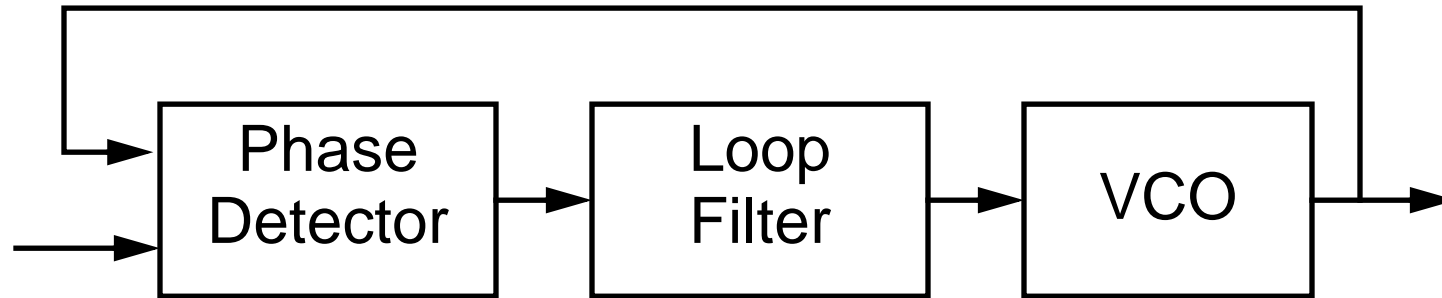 Phase
Detector
Loop
Filter
VCO